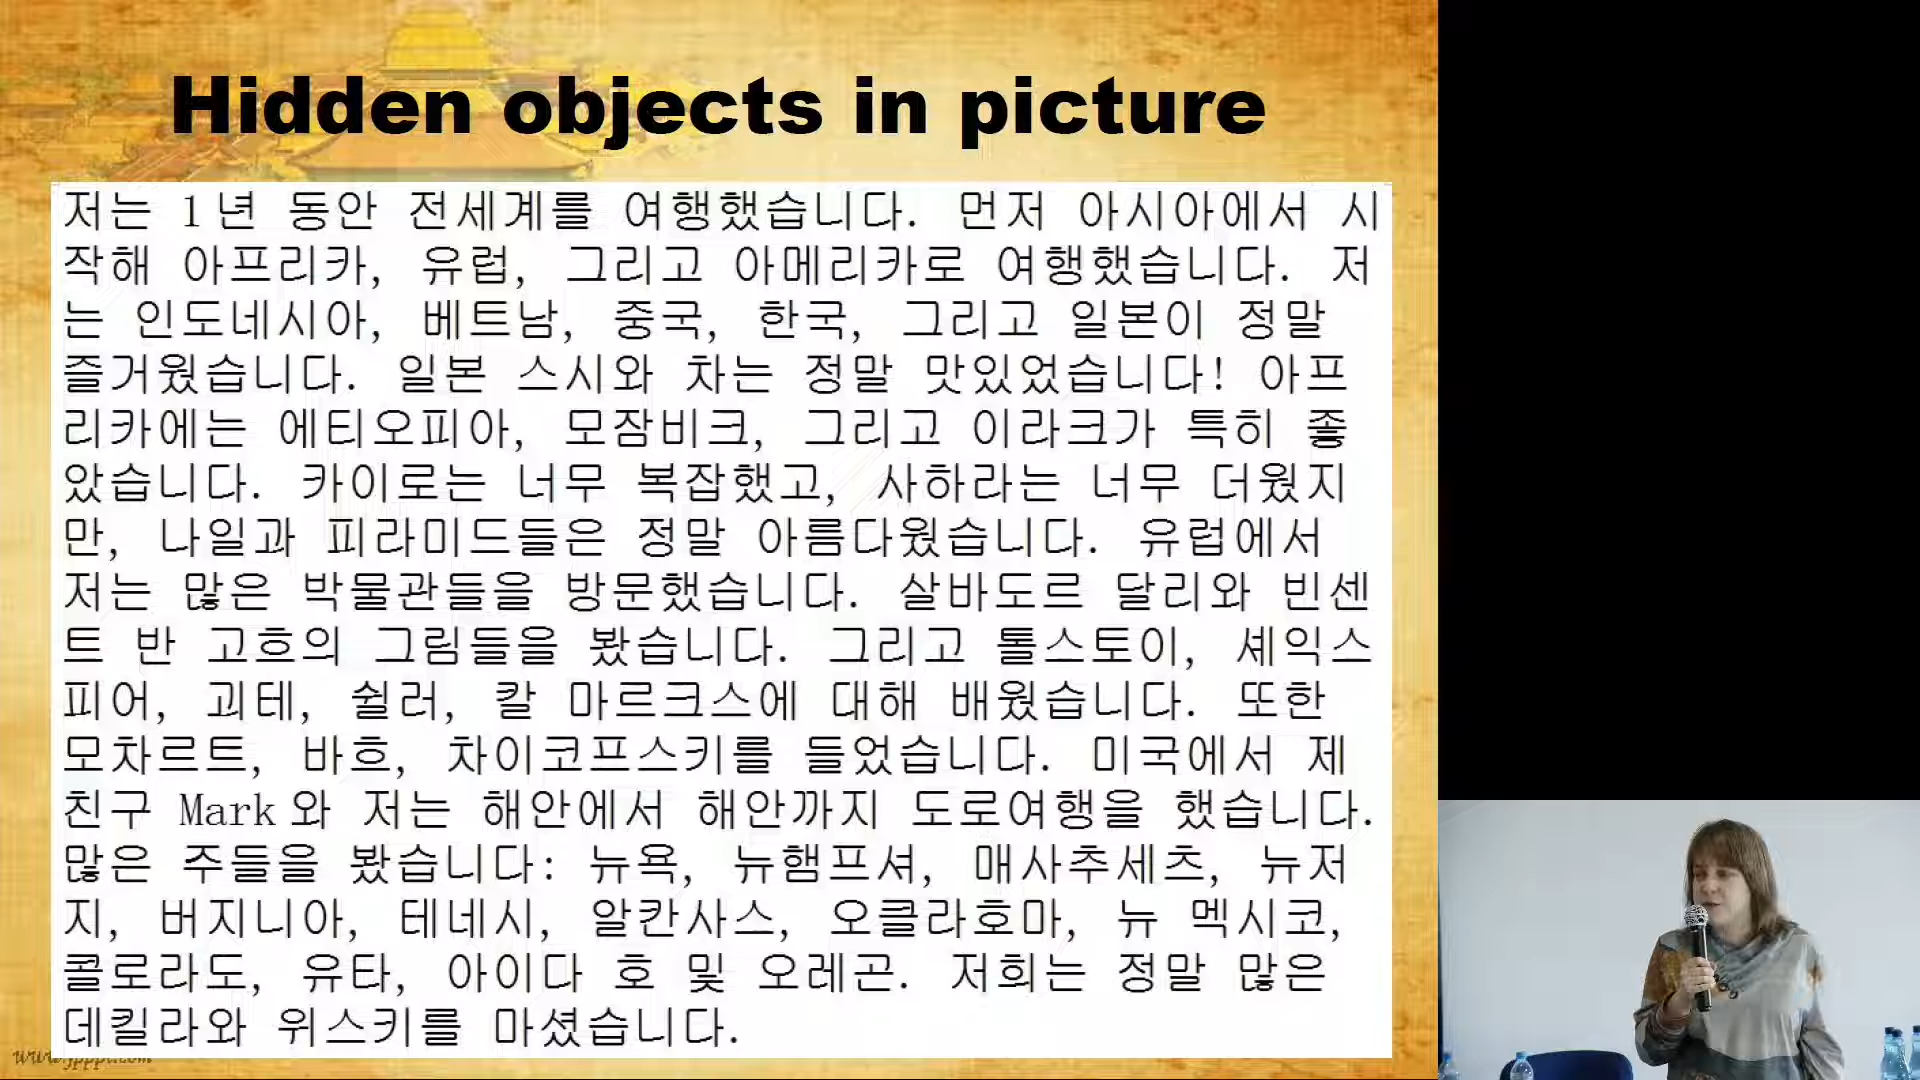 Hidden objects in picture
저는 1년 동안 전세계를 여행했습니다. 먼저 아시아에서 시
작해 아프리카, 유럽, 그리고 아메리카로 여행했습니다. 저
는 인도네시아, 베트남, 중국, 한국, 그리고 일본이 정말
즐거웠습니다. 일본 스시와 차는 정말 맛있었습니다! 아프
리카에는 에티오피아, 모잠비크, 그리고 이라크가 특히 좋
았습니다. 카이로는 너무 복잡했고, 사하라는 너무 더웠지
만, 나일과 피라미드들은 정말 아름다웠습니다. 유럽에서
저는 많은 박물관들을 방문했습니다. 살바도르 달리와 빈센
트 반 고흐의 그림들을 봤습니다. 그리고 톨스토이, 셰익스
피어, 괴테, 쉴러, 칼 마르크스에 대해 배웠습니다. 또한
모차르트, 바흐, 차이코프스키를 들었습니다. 미국에서 제
친구 Mark와 저는 해안에서 해안까지 도로여행을 했습니다.
많은 주들을 봤습니다: 뉴욕, 뉴햄프셔, 매사추세츠, 뉴저
지, 버지니아, 테네시, 알칸사스, 오클라호마, 뉴 멕시코,
콜로라도, 유타, 아이다 호 및 오레곤. 저희는 정말 많은
데킬라와 위스키를 마셨습니다.